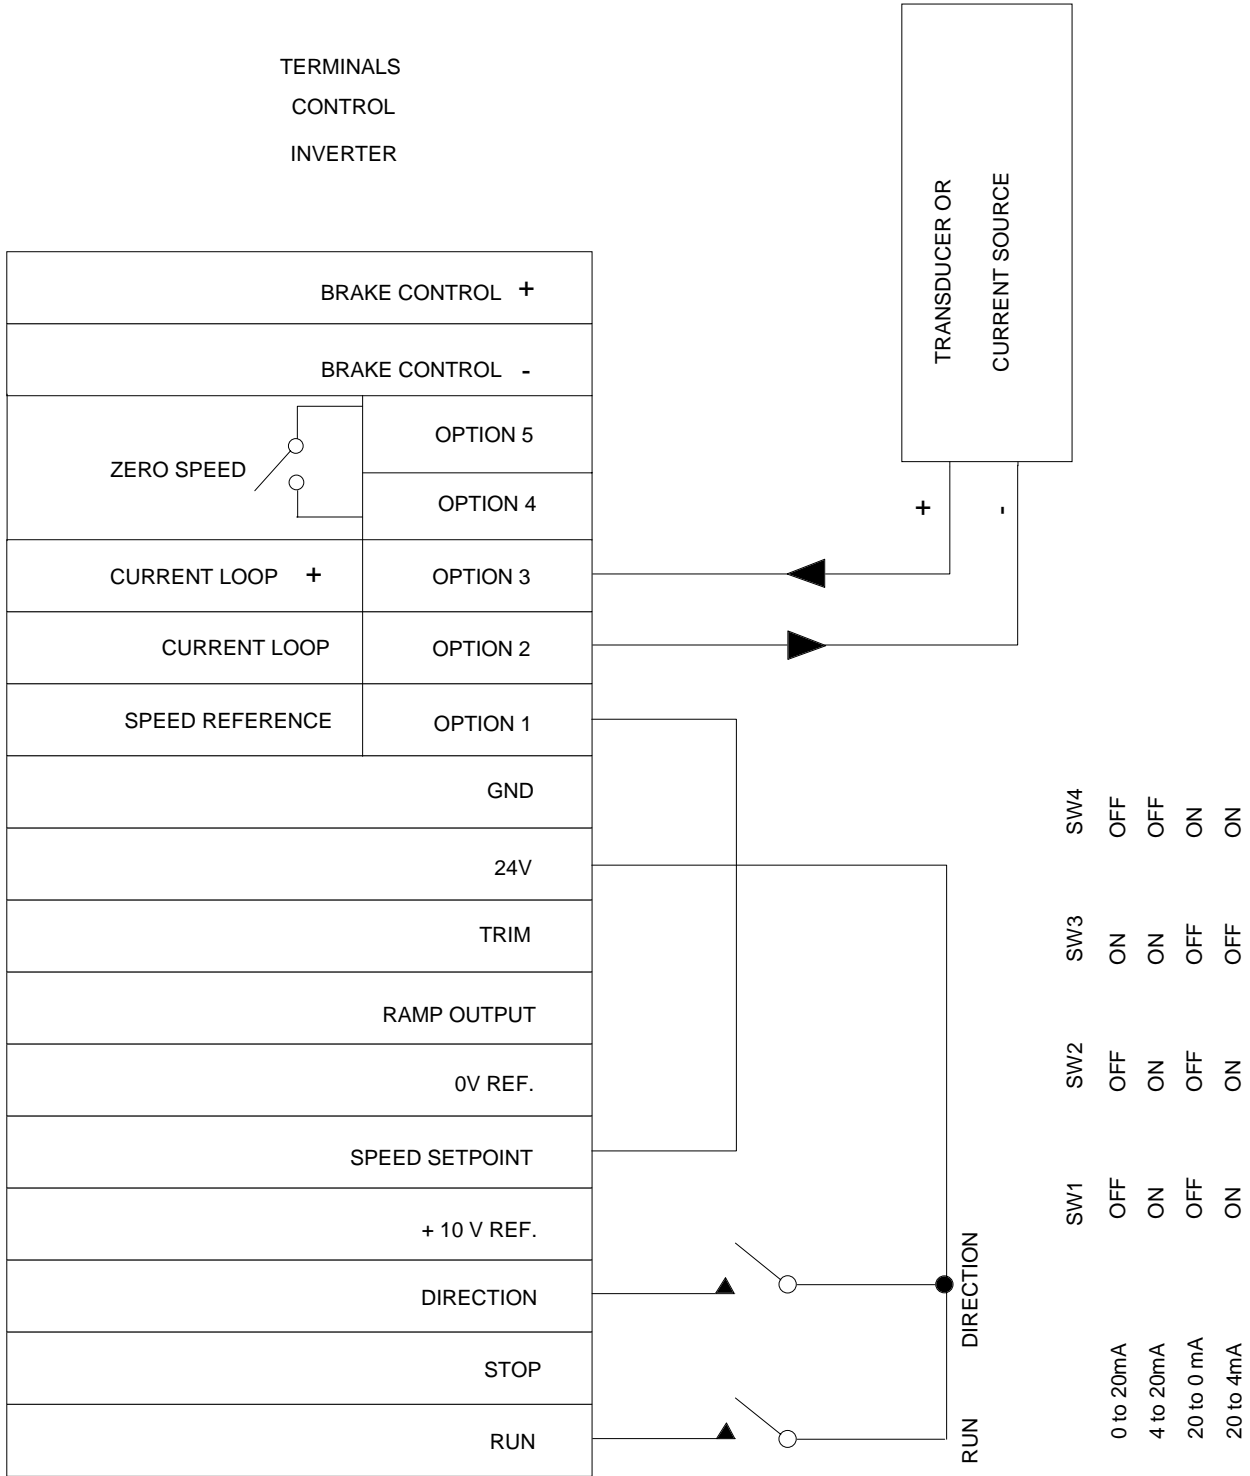 TERMINALS
CONTROL
INVERTER
TRANSDUCER OR
CURRENT SOURCE
+
-
BRAKE CONTROL +
BRAKE CONTROL -
ZERO SPEED
OPTION 5
OPTION 4
CURRENT LOOP + OPTION 3
CURRENT LOOP OPTION 2
SPEED REFERENCE OPTION 1
GND
24V
TRIM
RAMP OUTPUT
0V REF.
SPEED SETPOINT
+ 10 V REF.
DIRECTION
STOP
RUN
DIRECTION
RUN
SW1 SW2 SW3 SW4
0 to 20mA OFF OFF ON OFF
4 to 20mA ON ON ON OFF
20 to 0 mA OFF OFF OFF ON
20 to 4mA ON ON OFF ON